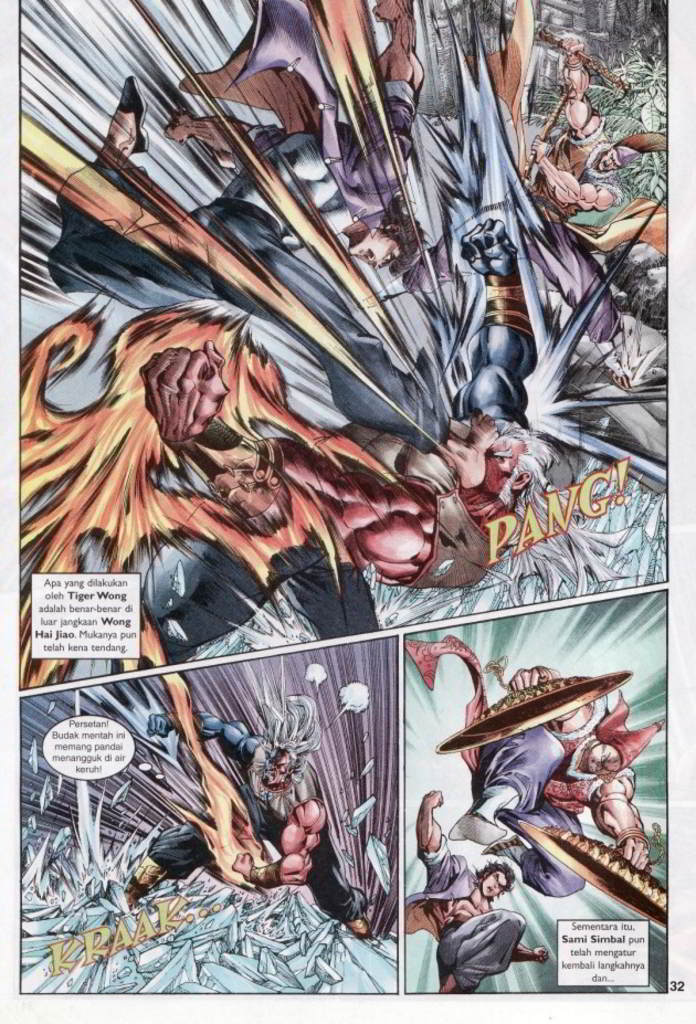 PANG!
Apa yang dilakukan
oleh Tiger Wong
adalah benar-benar di
luar jangkaan Wong
Hai Jiao. Mukanya pun
telah kena tendang.
Persetan!
Budak mentah ini
memang pandai
menangguk di air
keruh!
KRAAK...
Sementara itu,
Sami Simbal pun
telah mengatur
kembali langkahnya
dan...
32